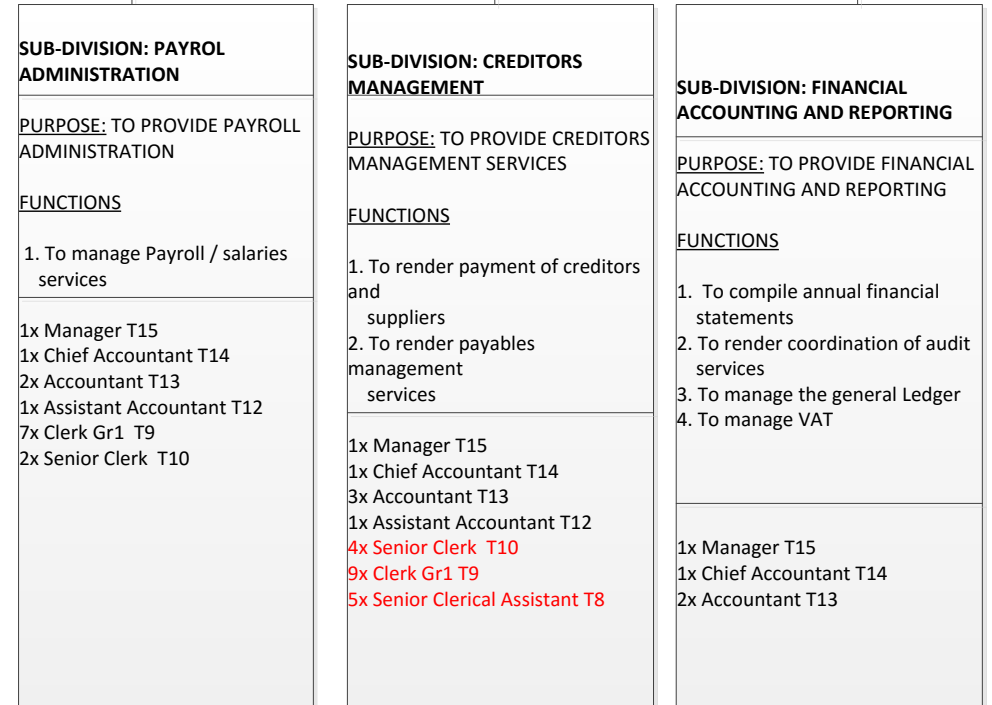 SUB-DIVISION: PAYROL
ADMINISTRATION
PURPOSE: TO PROVIDE PAYROLL
ADMINISTRATION
FUNCTIONS
1. To manage Payroll / salaries
services
1x Manager T15
1x Chief Accountant T14
2x Accountant T13
1x Assistant Accountant T12
7x Clerk Gr1 T9
2x Senior Clerk T10
SUB-DIVISION: CREDITORS
MANAGEMENT
PURPOSE: TO PROVIDE CREDITORS
MANAGEMENT SERVICES
FUNCTIONS
1. To render payment of creditors
and
suppliers
2. To render payables
management
services
1x Manager T15
1x Chief Accountant T14
3x Accountant T13
1x Assistant Accountant T12
4x Senior Clerk T10
9x Clerk Gr1 T9
5x Senior Clerical Assistant T8
SUB-DIVISION: FINANCIAL
ACCOUNTING AND REPORTING
PURPOSE: TO PROVIDE FINANCIAL
ACCOUNTING AND REPORTING
FUNCTIONS
1. To compile annual financial
statements
2. To render coordination of audit
services
3. To manage the general Ledger
4. To manage VAT
1x Manager T15
1x Chief Accountant T14
2x Accountant T13